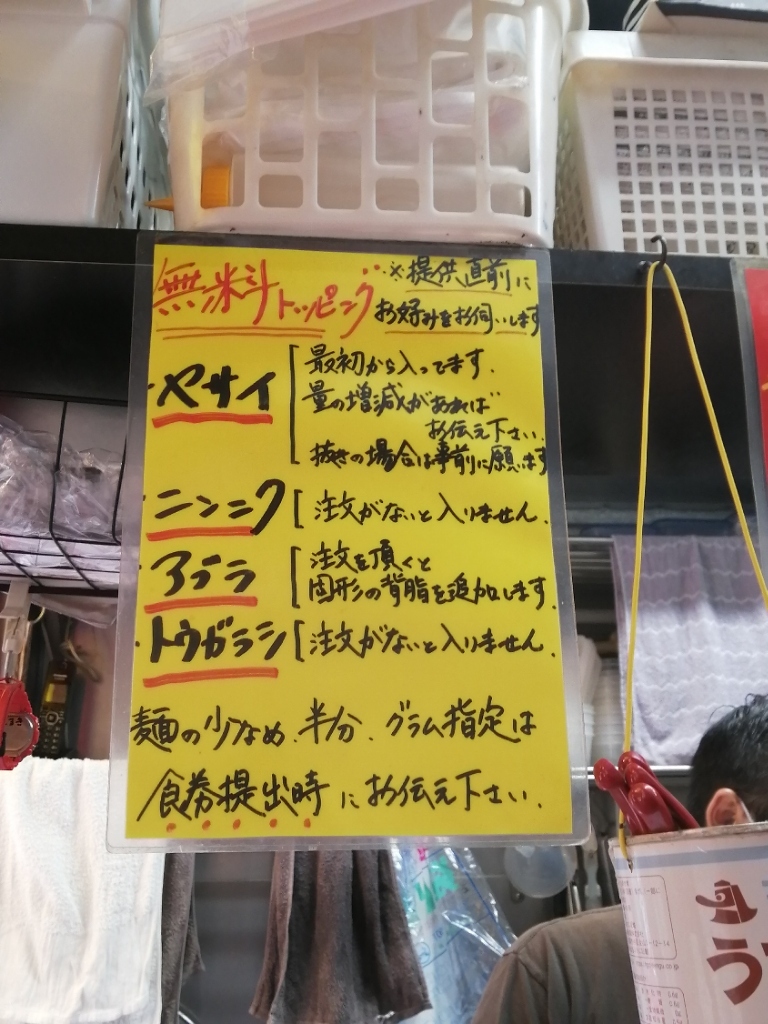 無料トッピング
※提供直前に
お好みをお伺いします
・ヤサイ
最初から入ってます.
量の増減があれば
お伝え下さい.
抜きの場合は事前に願います
・ニンニク
注文がないと入りません.
・アブラ
注文を頂くと
固形の背脂を追加します.
・トウガラシ
注文がないと入りません.
麺の少なめ、半分、グラム指定は
食券提出時にお伝え下さい.
う